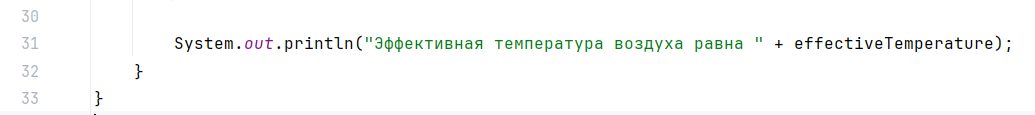 30
31 System.out.println("Эффективная температура воздуха равна " + effectiveTemperature);
32 }
33 }